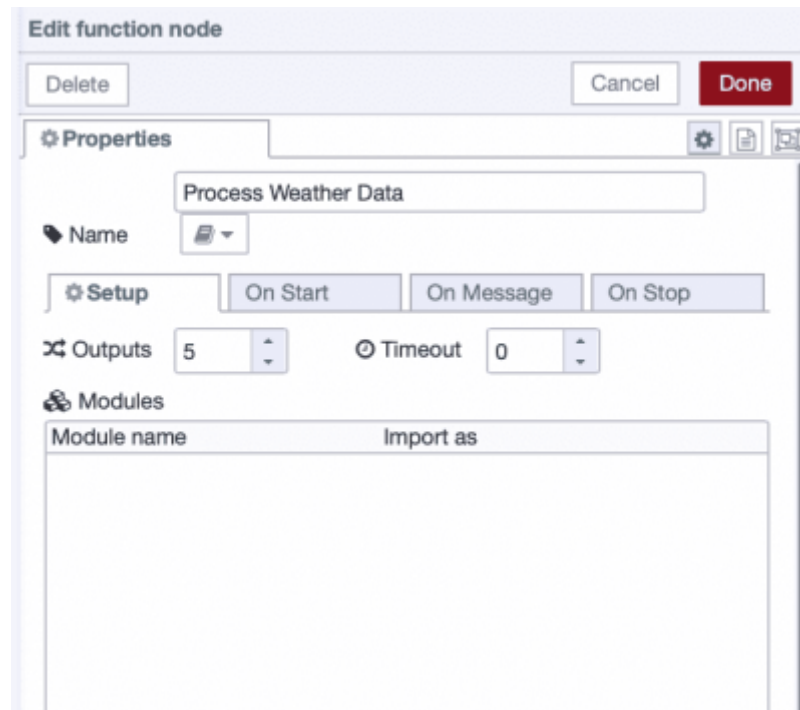 Edit function node
Delete Cancel Done
Properties
Process Weather Data
Name
Setup On Start On Message On Stop
Outputs 5 Timeout 0
Modules
Module name Import as